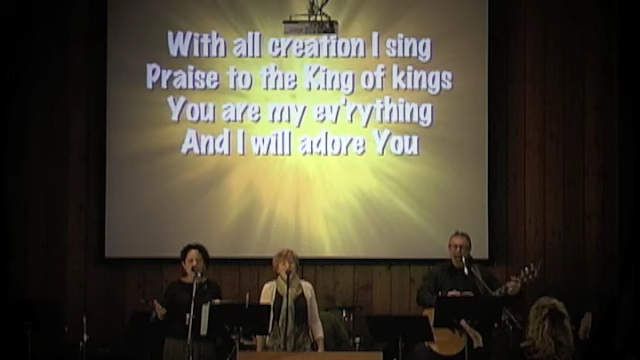 With all creation I sing
Praise to the King of kings
You are my ev'rything
And I will adore You